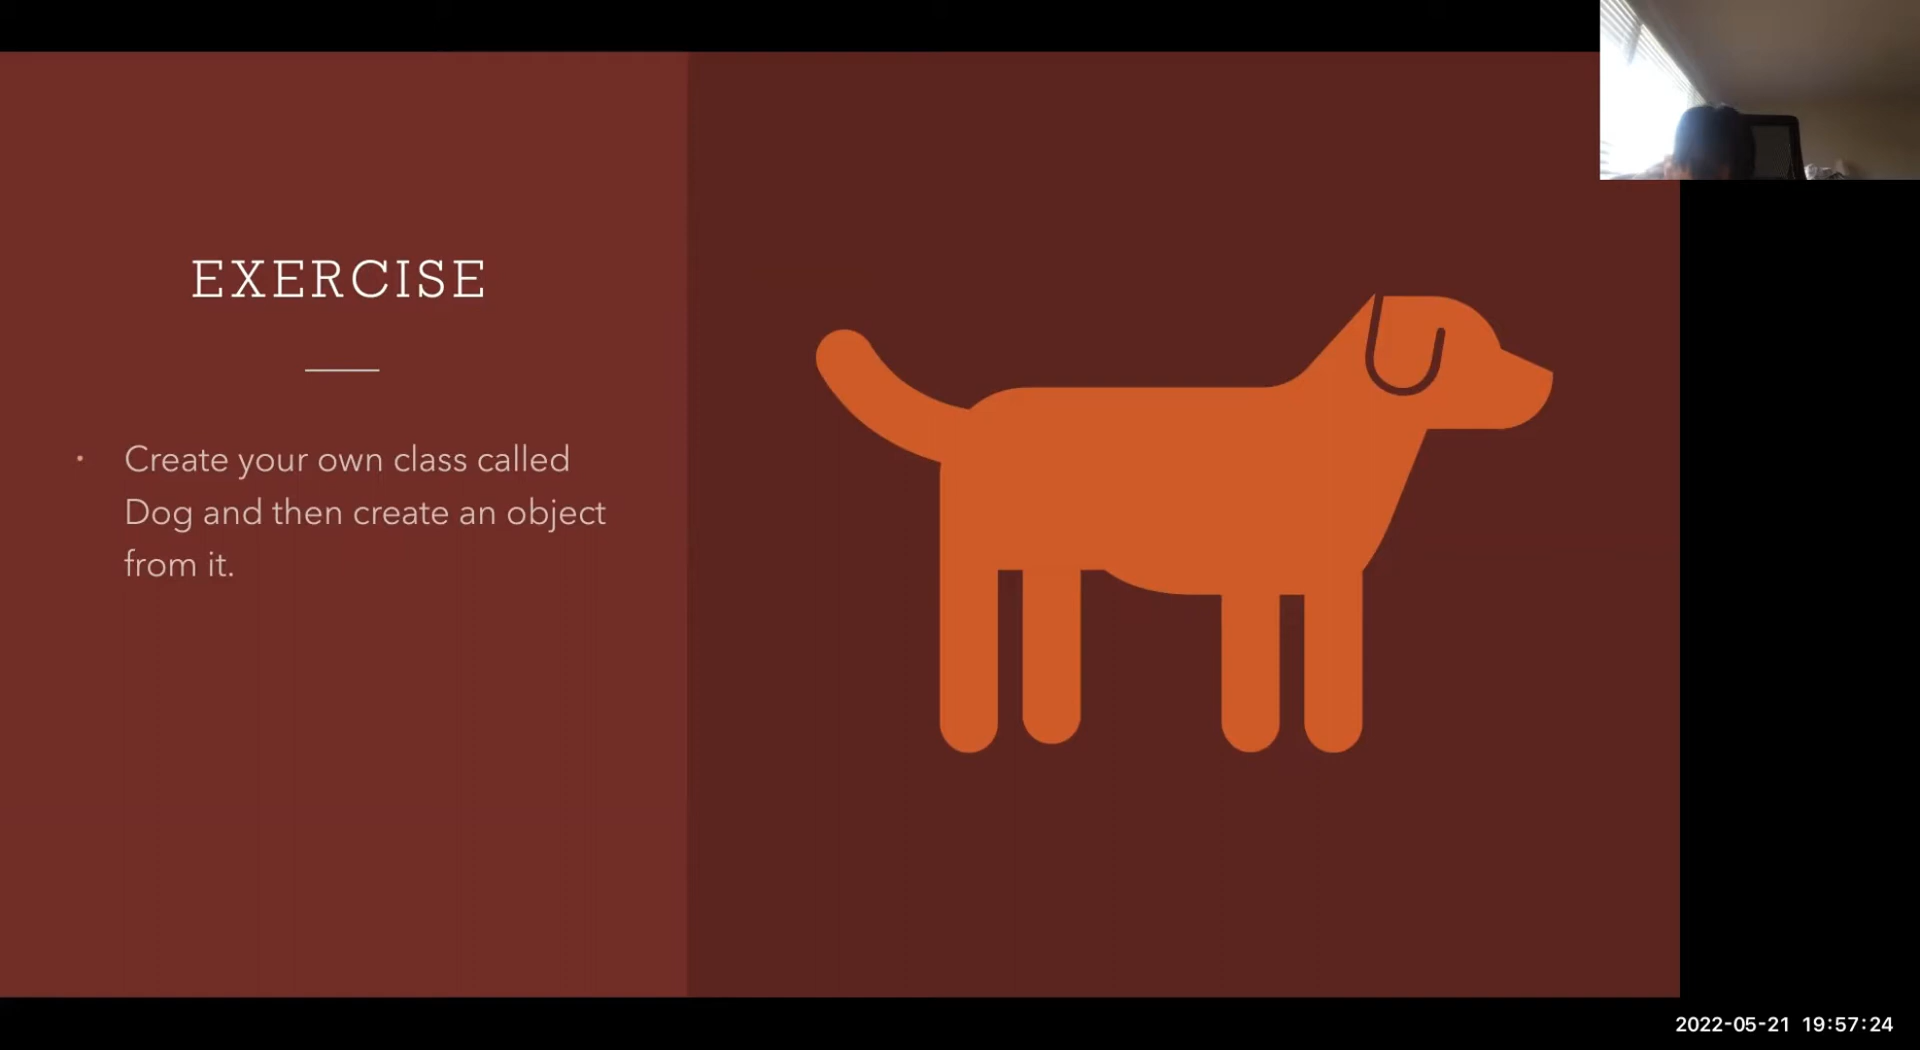 EXERCISE
• Create your own class called
Dog and then create an object
from it.
2022-05-21 19:57:24